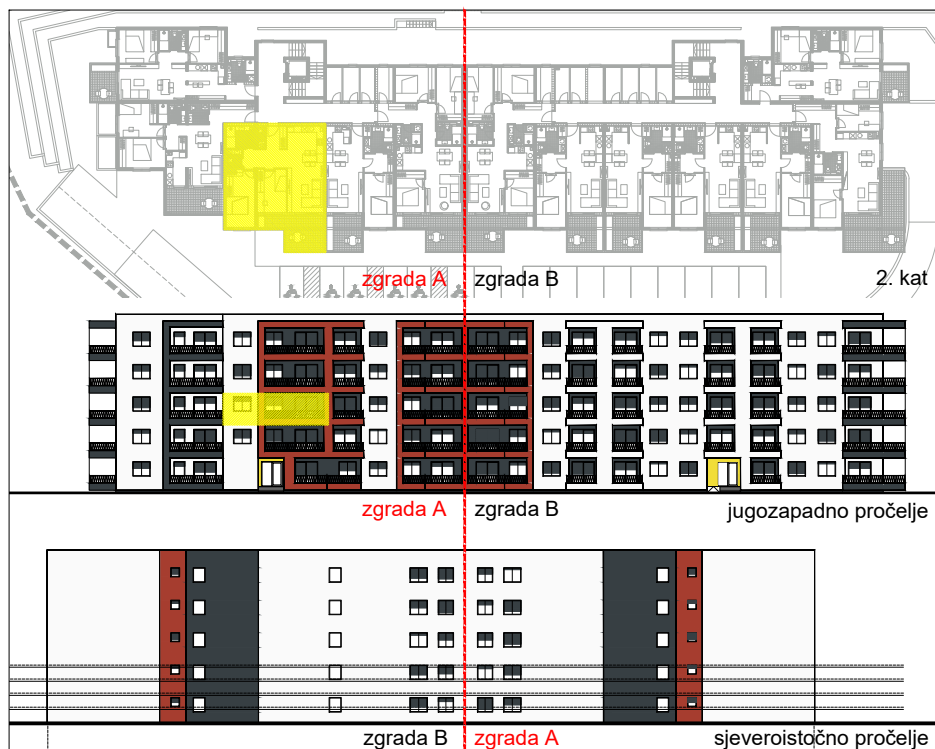 zgrada A zgrada B 2. kat
zgrada A zgrada B jugozapadno pročelje
zgrada B zgrada A sjeveroistočno pročelje